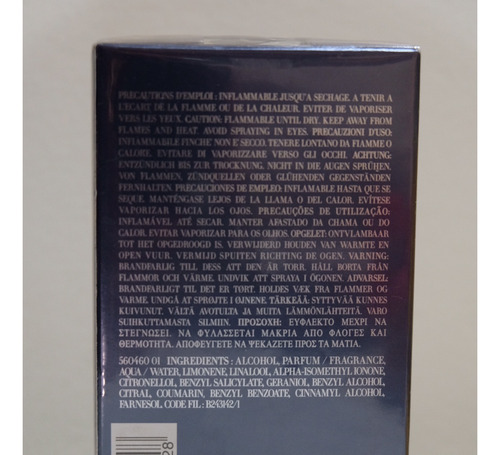 PRECAUTIONS D'EMPLOI : INFLAMMABLE JUSQU'A SECHAGE. A TENIR A
L'ECART DE LA FLAMME OU DE LA CHALEUR. EVITER DE VAPORISER
VERS LES YEUX. CAUTION: FLAMMABLE UNTIL DRY. KEEP AWAY FROM
FLAMES AND HEAT. AVOID SPRAYING IN EYES. PRECAUZIONI D'USO:
INFIAMMABILE FINCHE NON E SECCO. TENERE LONTANO DA FIAMME O
CALORE. EVITARE DI VAPORIZZARE VERSO GLI OCCHI. ACHTUNG:
ENTZÜNDLICH BIS ZUR TROCKNUNG. NICHT IN DIE AUGEN SPRÜHEN,
VON FLAMMEN, ZÜNDQUELLEN ODER GLÜHENDEN GEGENSTÄNDEN
FERNHALTEN PRECAUCIONES DE EMPLEO: INFLAMABLE HASTA QUE SE
SEQUE. MANTÉNGASE LEJOS DE LA LLAMA O DEL CALOR. EVÍTESE
VAPORIZAR HACIA LOS OJOS. PRECAUÇÕES DE UTILIZAÇÃO:
INFLAMÁVEL ATÉ SECAR. MANTER AFASTADO DA CHAMA OU DO
CALOR. EVITAR VAPORIZAR PARA OS OLHOS. OPGELET: ONTVLAMBAAR
TOT HET OPGEDROOGD IS. VERWIJDERD HOUDEN VAN WARMTE EN
OPEN VUUR. VERMIJD SPUITEN RICHTING DE OGEN. VARNING:
BRANDFARLIG TILL DESS ATT DEN ÄR TORR. HÅLL BORTA FRÅN
FLAMMOR OCH VÄRME. UNDVIK ATT SPRAYA I ÖGONEN. ADVARSEL:
BRANDFARLIGT TIL DET ER TØRT. HOLDES VÆK FRA FLAMMER OG
VARME. UNDGÅ AT SPRØJTE I ØJNENE TÄRKEÄÄ: SYTTYVÄÄ KUNNES
KUIVUNUT. VÄLTÄ AVOTULTA JA MUITA LÄMMÖNLÄHTEITÄ. VARO
SUIHKUTTAMASTA SILMIIN. ΠΡΟΣΟΧΗ: ΕΥΦΛΕΚΤΟ ΜΕΧΡΙ ΝΑ
ΣΤΕΓΝΩΣΕΙ. ΝΑ ΦΥΛΑΣΣΕΤΑΙ ΜΑΚΡΙΑ ΑΠΟ ΦΛΟΓΕΣ ΚΑΙ
ΘΕΡΜΟΤΗΤΑ. ΑΠΟΦΕΥΓΕΤΕ ΝΑ ΨΕΚΑΖΕΤΕ ΠΡΟΣ ΤΑ ΜΑΤΙΑ.
560460 01 INGREDIENTS : ALCOHOL, PARFUM / FRAGRANCE,
AQUA / WATER, LIMONENE, LINALOOL, ALPHA-ISOMETHYL IONONE,
CITRONELLOL, BENZYL SALICYLATE, GERANIOL, BENZYL ALCOHOL,
CITRAL, COUMARIN, BENZYL BENZOATE, CINNAMYL ALCOHOL,
FARNESOL. CODE FIL : B243142/1
28